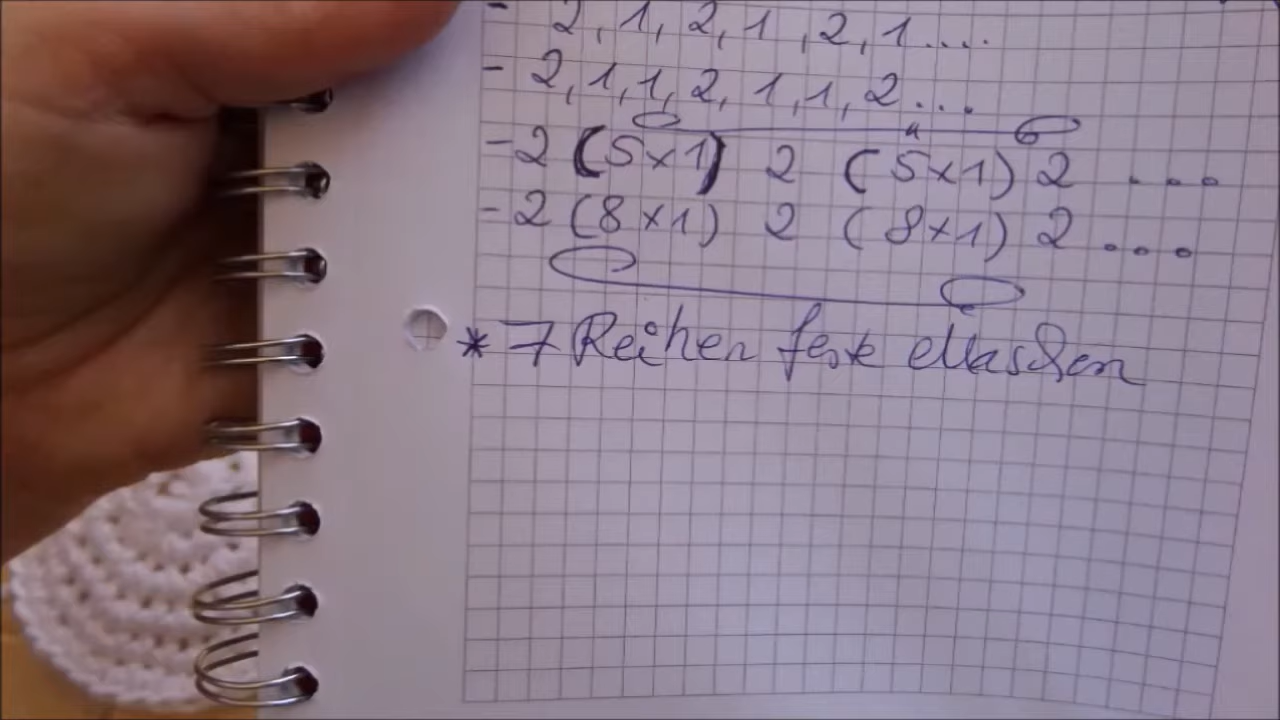 - 2, 1, 2, 1, 2, 1....
- 2, 1, 1, 2, 1, 1, 2...
- 2 (5x1) 2 (5x1) 2 ...
- 2 (8x1) 2 (8x1) 2 ...
* 7 Reihen feste Maschen